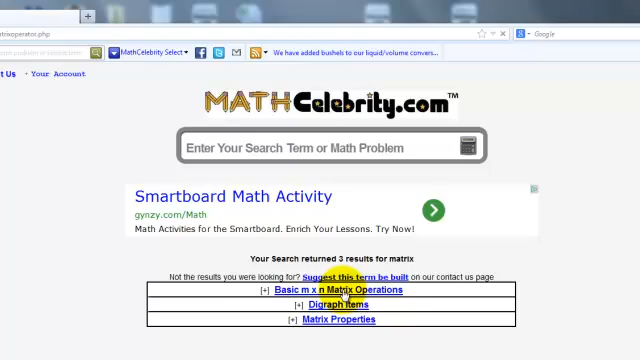 atrixoperator.php
Google
MathCelebrity Select
We have added bushels to our liquid/volume convers...
t Us · Your Account
MATHCelebrity.com™
Enter Your Search Term or Math Problem
Smartboard Math Activity
gynzy.com/Math
Math Activities for the Smartboard. Enrich Your Lessons. Try Now!
Your Search returned 3 results for matrix
Not the results you were looking for? Suggest this term be built on our contact us page
[+] Basic m x n Matrix Operations
[+] Digraph Items
[+] Matrix Properties